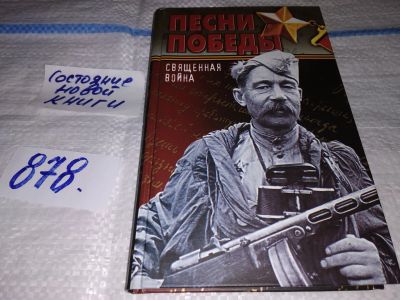 ПЕСНИ
ПОБЕДЫ
СВЯЩЕННАЯ
ВОЙНА
Состояние
новой
книги
878.